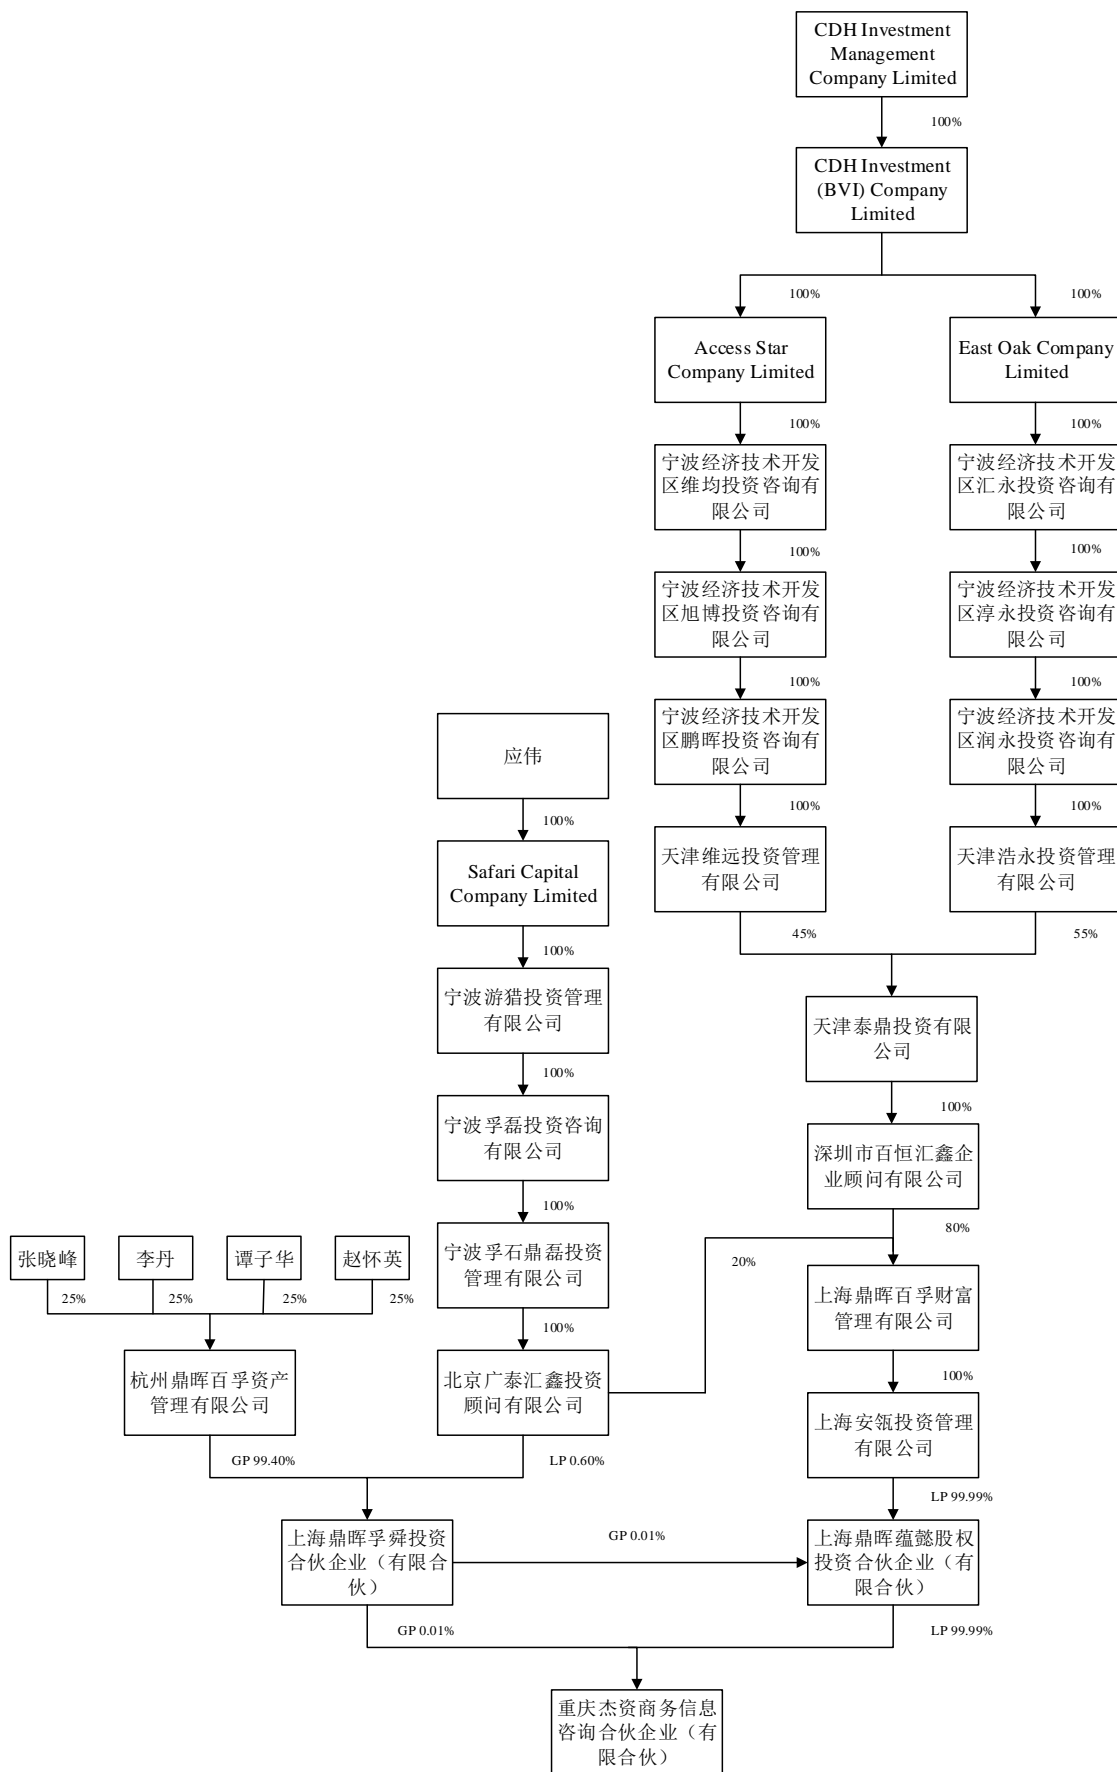 CDH Investment
Management
Company Limited
100%
CDH Investment
(BVI) Company
Limited
100%
100%
Access Star
Company Limited
East Oak Company
Limited
100%
100%
宁波经济技术开发
区维均投资咨询有
限公司
宁波经济技术开发
区汇永投资咨询有
限公司
100%
100%
宁波经济技术开发
区旭博投资咨询有
限公司
宁波经济技术开发
区淳永投资咨询有
限公司
100%
100%
宁波经济技术开发
区鹏晖投资咨询有
限公司
宁波经济技术开发
区润永投资咨询有
限公司
应伟
100%
100%
100%
Safari Capital
Company Limited
天津维远投资管理
有限公司
天津浩永投资管理
有限公司
45%
55%
100%
宁波游猎投资管理
有限公司
天津泰鼎投资有限
公司
100%
100%
宁波孚磊投资咨询
有限公司
深圳市百恒汇鑫企
业顾问有限公司
100%
80%
20%
张晓峰
李丹
谭子华
赵怀英
宁波孚石鼎磊投资
管理有限公司
25%
25%
25%
25%
上海鼎晖百孚财富
管理有限公司
100%
杭州鼎晖百孚资产
管理有限公司
北京广泰汇鑫投资
顾问有限公司
100%
上海安瓴投资管理
有限公司
GP 99.40%
LP 0.60%
LP 99.99%
上海鼎晖孚舜投资
合伙企业（有限合
伙）
GP 0.01%
上海鼎晖蕴懿股权
投资合伙企业（有
限合伙）
GP 0.01%
LP 99.99%
重庆杰资商务信息
咨询合伙企业（有
限合伙）